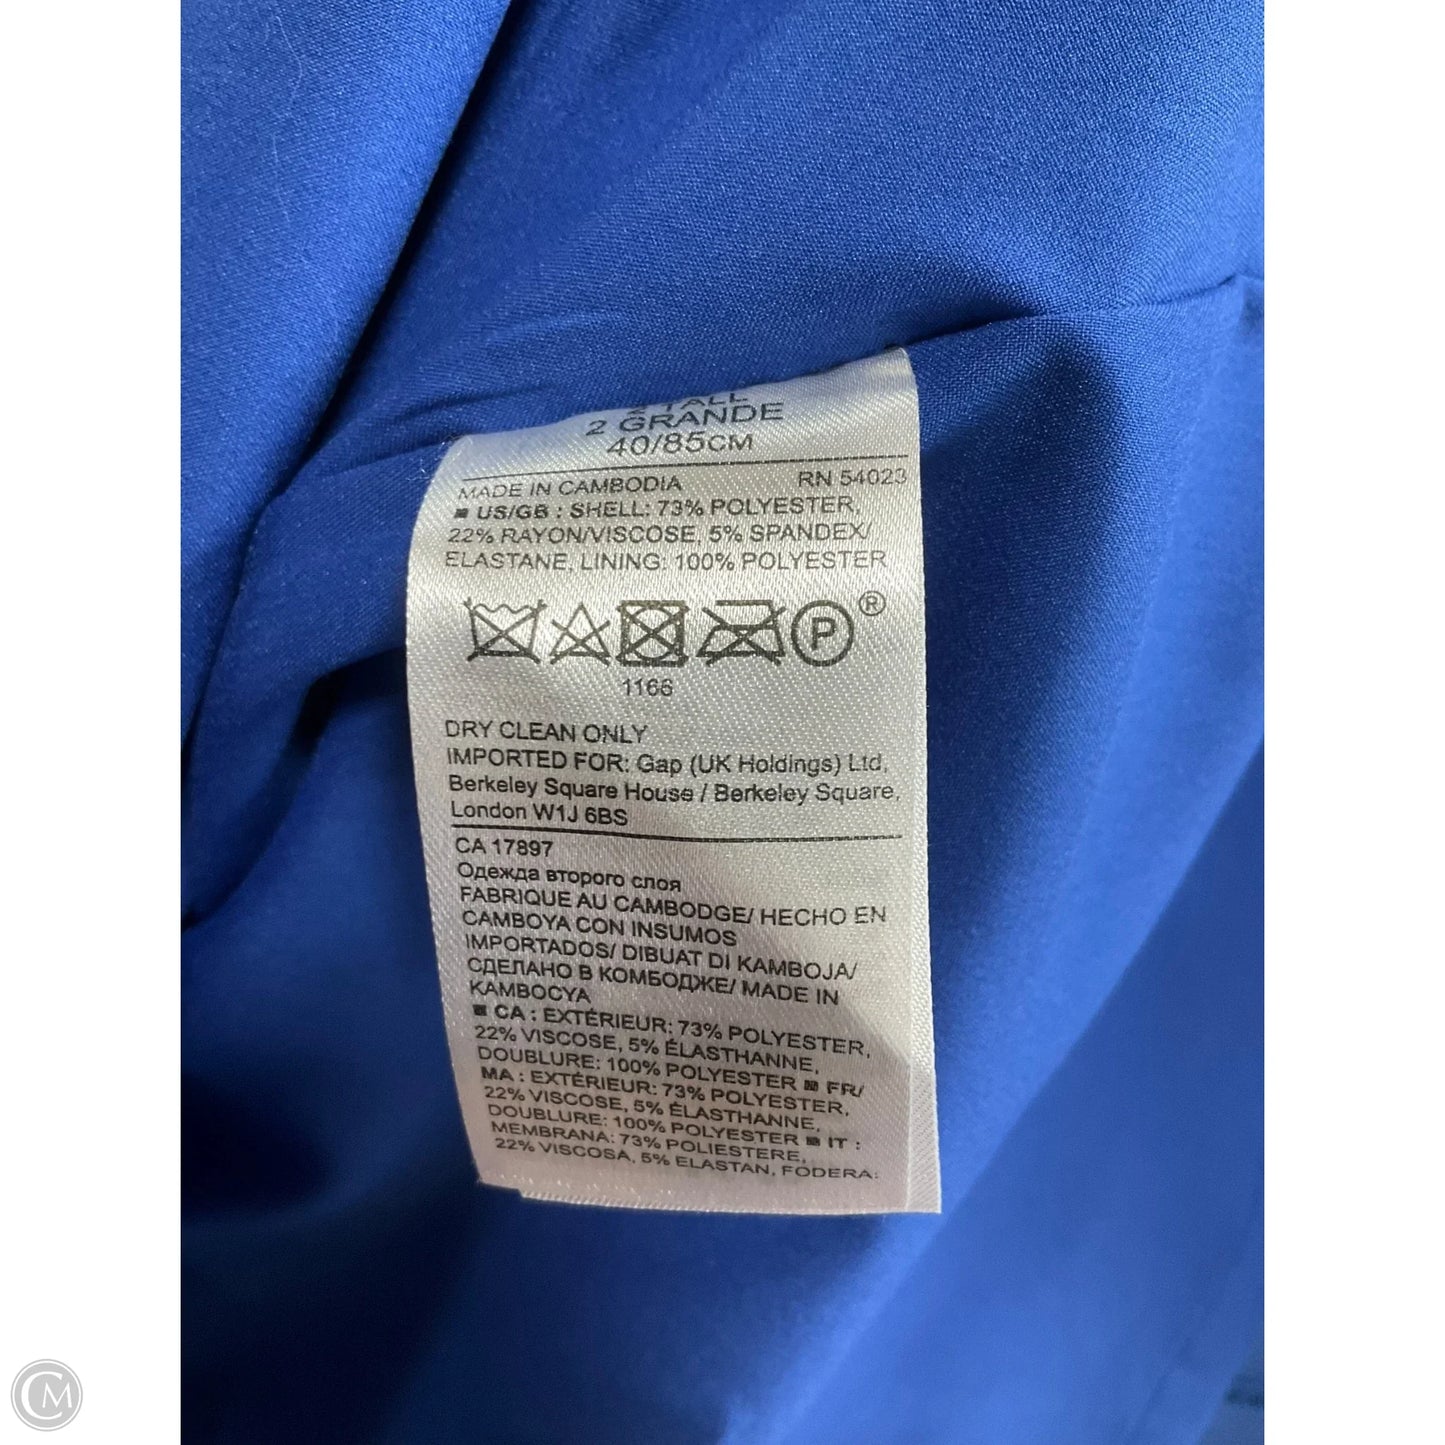 2 TALL
2 GRANDE
40/85CM
MADE IN CAMBODIA RN 54023
US/GB : SHELL: 73% POLYESTER,
22% RAYON/VISCOSE, 5% SPANDEX/
ELASTANE, LINING: 100% POLYESTER
P ®
1166
DRY CLEAN ONLY
IMPORTED FOR: Gap (UK Holdings) Ltd,
Berkeley Square House / Berkeley Square,
London W1J 6BS
CA 17897
Одежда второго слоя
FABRIQUE AU CAMBODGE/ HECHO EN
CAMBOYA CON INSUMOS
IMPORTADOS/ DIBUAT DI KAMBOJA/
СДЕЛАНО В КОМБОДЖЕ/ MADE IN
KAMBOCYA
CA : EXTÉRIEUR: 73% POLYESTER,
22% VISCOSE, 5% ÉLASTHANNE,
DOUBLURE: 100% POLYESTER FR/
MA : EXTÉRIEUR: 73% POLYESTER,
22% VISCOSE, 5% ÉLASTHANNE,
DOUBLURE: 100% POLYESTER IT :
MEMBRANA: 73% POLIESTERE,
22% VISCOSA, 5% ELASTAN, FODERA:
CM